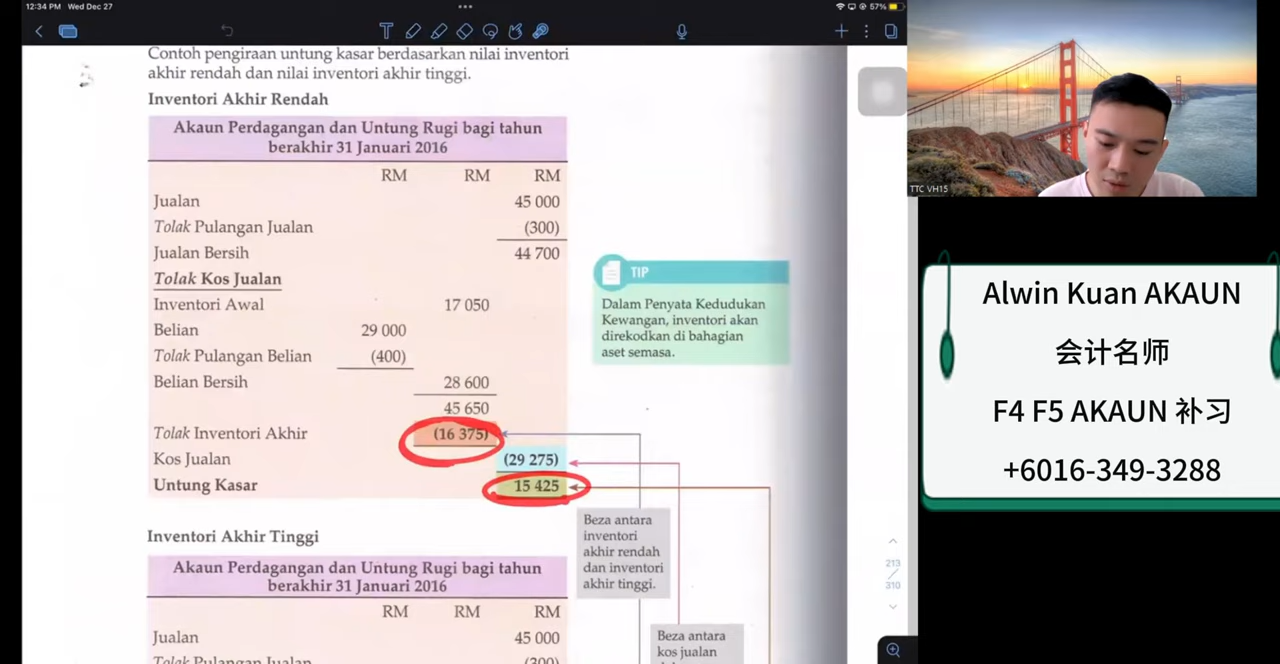 12:34 PM Wed Dec 27
57%
Contoh pengiraan untung kasar berdasarkan nilai inventori
akhir rendah dan nilai inventori akhir tinggi.
Inventori Akhir Rendah
Akaun Perdagangan dan Untung Rugi bagi tahun
berakhir 31 Januari 2016
RM RM RM
Jualan 45 000
Tolak Pulangan Jualan (300)
Jualan Bersih 44 700
Tolak Kos Jualan
Inventori Awal 17 050
Belian 29 000
Tolak Pulangan Belian (400)
Belian Bersih 28 600
45 650
Tolak Inventori Akhir (16 375)
Kos Jualan (29 275)
Untung Kasar 15 425
TIP
Dalam Penyata Kedudukan
Kewangan, inventori akan
direkodkan di bahagian
aset semasa.
Beza antara
inventori
akhir rendah
dan inventori
akhir tinggi.
Inventori Akhir Tinggi
Akaun Perdagangan dan Untung Rugi bagi tahun
berakhir 31 Januari 2016
RM RM RM
Jualan 45 000
Tolak Pulangan Jualan (300)
Beza antara
kos jualan
213
310
TTC VH15
Alwin Kuan AKAUN
会计名师
F4 F5 AKAUN 补习
+6016-349-3288